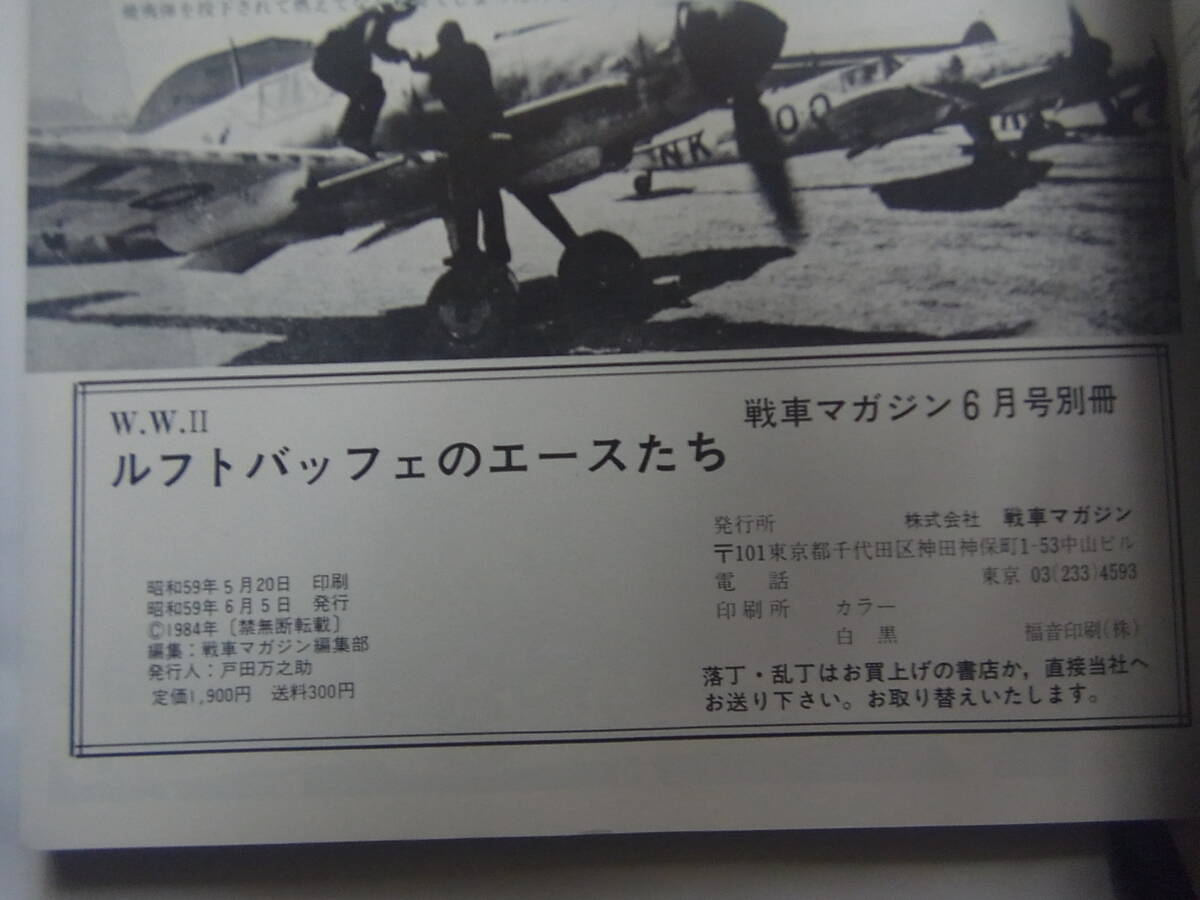 NK OO
W.W.II
ルフトバッフェのエースたち
戦車マガジン6月号別冊
昭和59年5月20日 印刷
昭和59年6月5日 発行
©1984年〔禁無断転載〕
編集:戦車マガジン編集部
発行人:戸田万之助
定価1,900円 送料300円
発行所 株式会社 戦車マガジン
〒101東京都千代田区神田神保町1-53中山ビル
電話 東京 03(233)4593
印刷所 カラー
白黒 福音印刷(株)
落丁・乱丁はお買上げの書店か,直接当社へ
お送り下さい。お取り替えいたします。